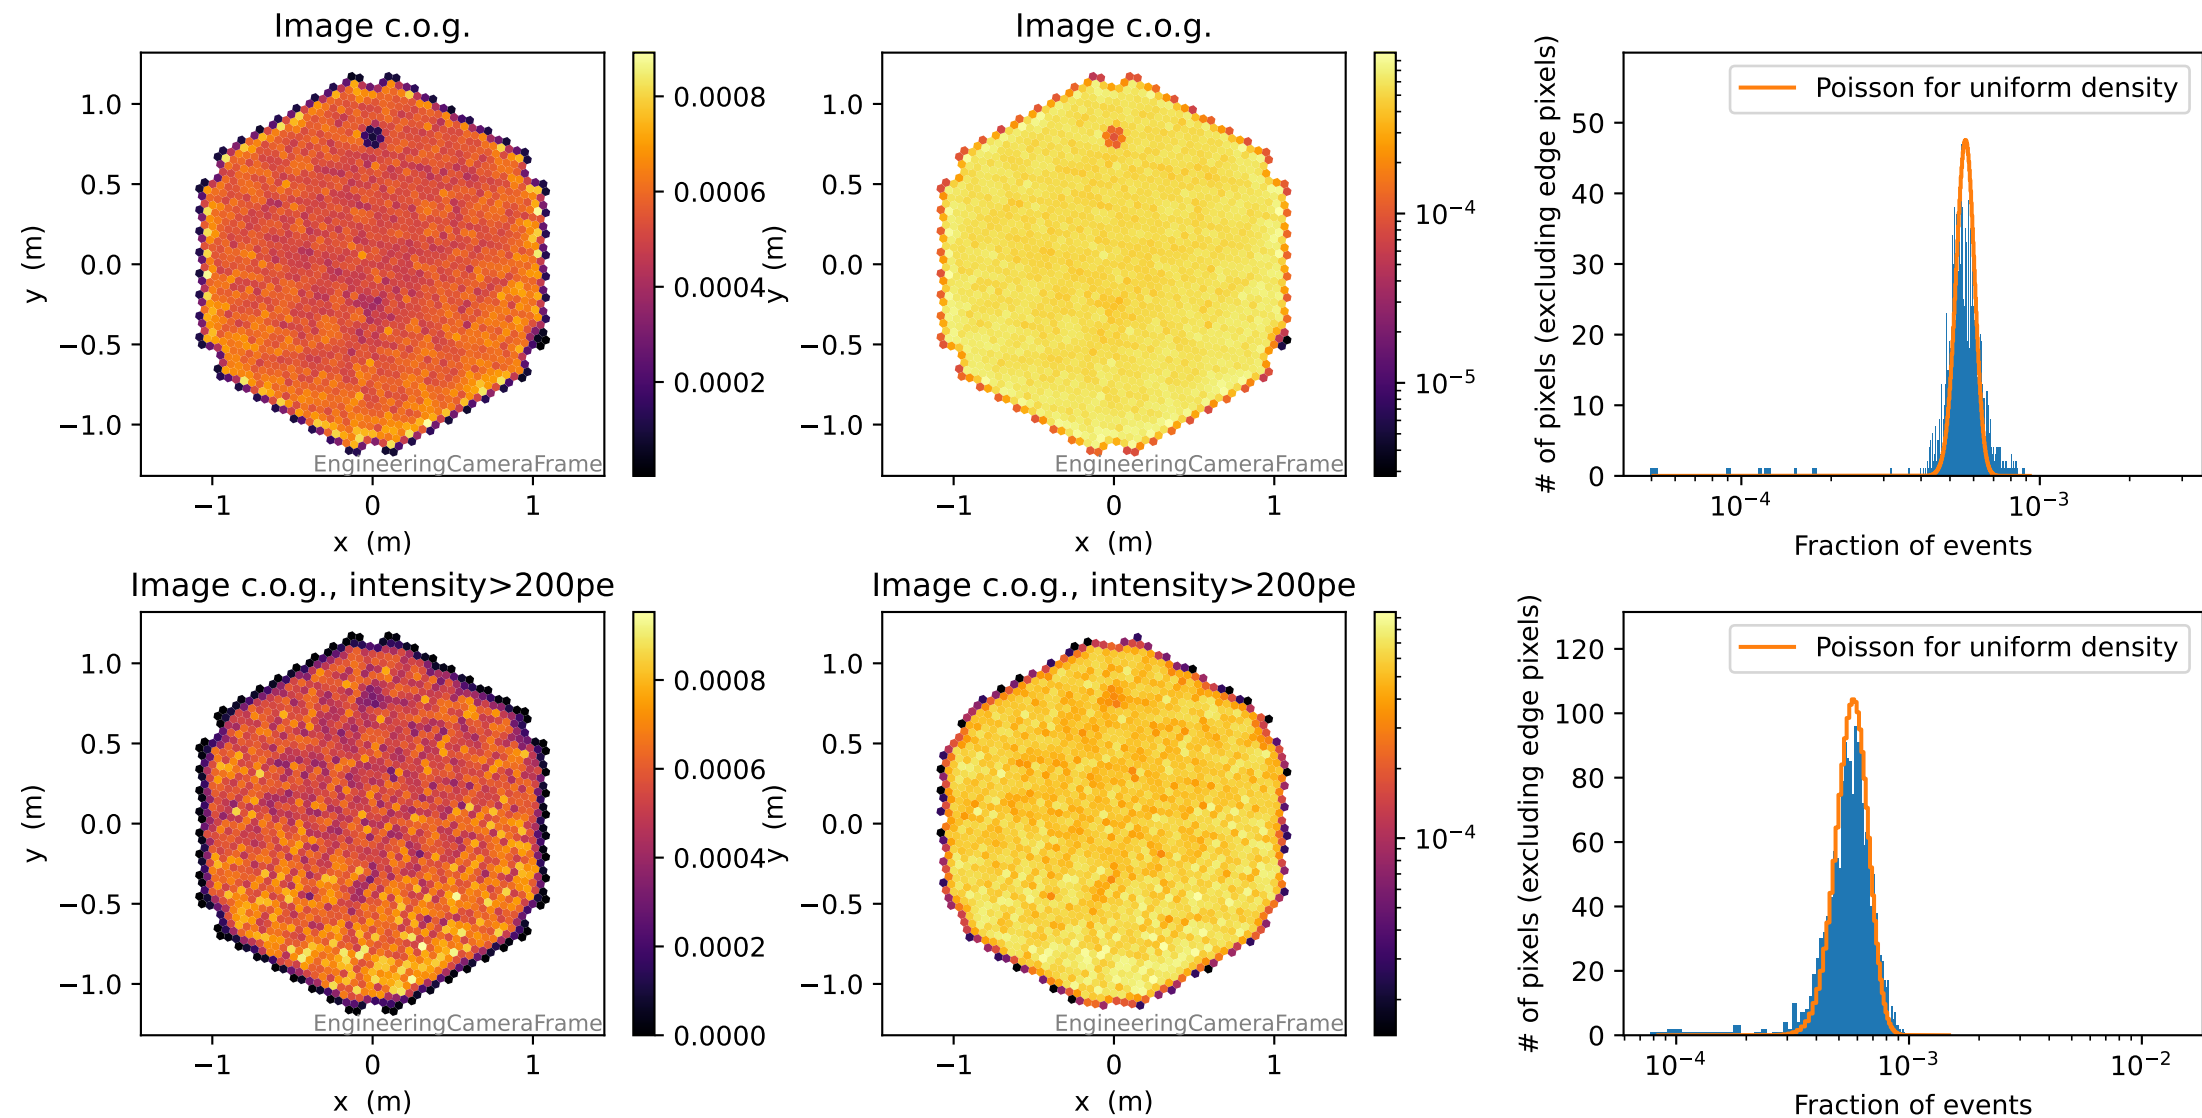 Image c.o.g.
1.0
0.5
0.0
−0.5
−1.0
y (m)
−1
0
1
x (m)
EngineeringCameraFrame
0.0008
0.0006
0.0004
0.0002
Image c.o.g.
1.0
0.5
0.0
−0.5
−1.0
y (m)
−1
0
1
x (m)
EngineeringCameraFrame
10−4
10−5
# of pixels (excluding edge pixels)
50
40
30
20
10
0
Poisson for uniform density
10−4
10−3
Fraction of events
Image c.o.g., intensity>200pe
1.0
0.5
0.0
−0.5
−1.0
y (m)
−1
0
1
x (m)
EngineeringCameraFrame
0.0008
0.0006
0.0004
0.0002
0.0000
Image c.o.g., intensity>200pe
1.0
0.5
0.0
−0.5
−1.0
y (m)
−1
0
1
x (m)
EngineeringCameraFrame
10−4
# of pixels (excluding edge pixels)
120
100
80
60
40
20
0
Poisson for uniform density
10−4
10−3
10−2
Fraction of events